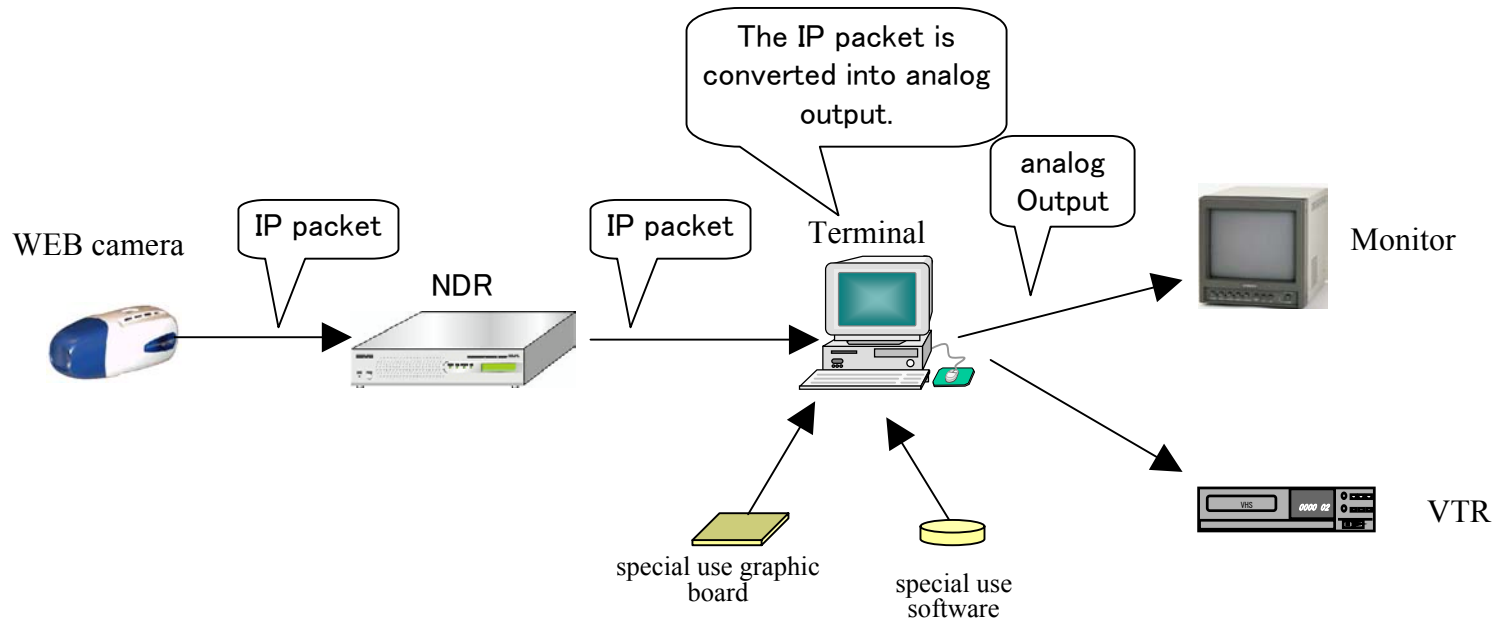 The IP packet is
converted into analog
output.
analog
Output
IP packet
IP packet
WEB camera
NDR
Terminal
Monitor
VHS
0000 02
VTR
special use graphic
board
special use
software